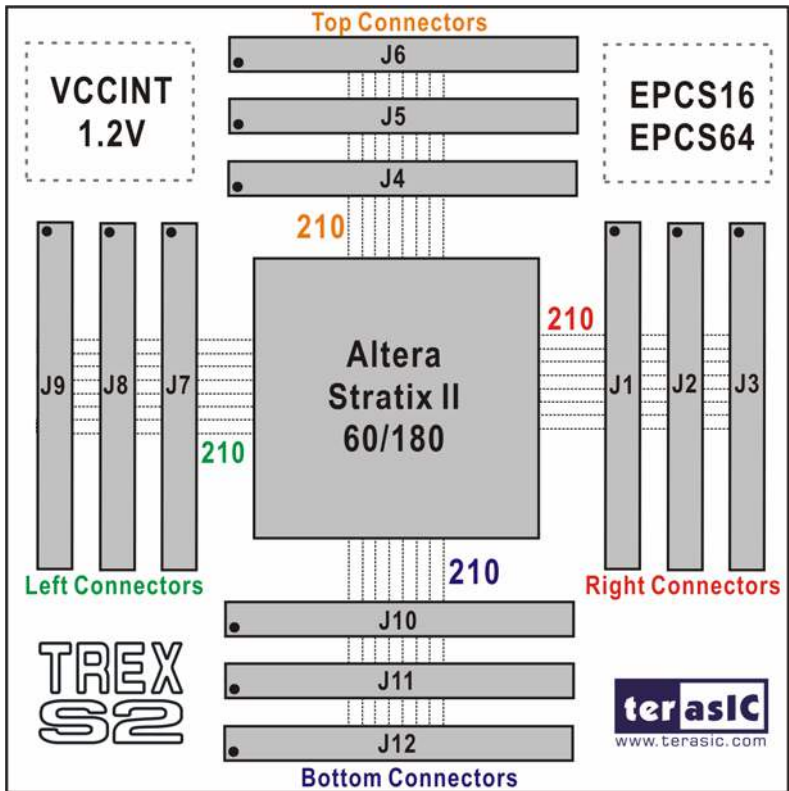 Top Connectors
J6
VCCINT
1.2V
J5
EPCS16
EPCS64
J4
210
210
Altera
Stratix II
60/180
J9
J8
J7
J1
J2
J3
210
210
Left Connectors
Right Connectors
J10
TREX
S2
J11
terasIC
www.terasic.com
J12
Bottom Connectors